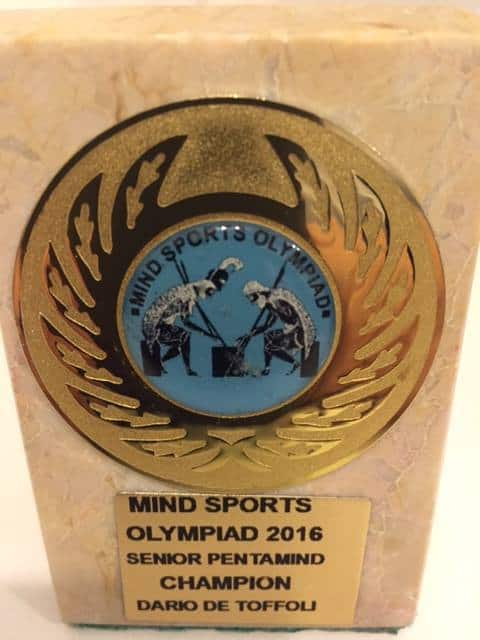 ▪MIND SPORTS OLYMPIAD▪
MIND SPORTS
OLYMPIAD 2016
SENIOR PENTAMIND
CHAMPION
DARIO DE TOFFOLI